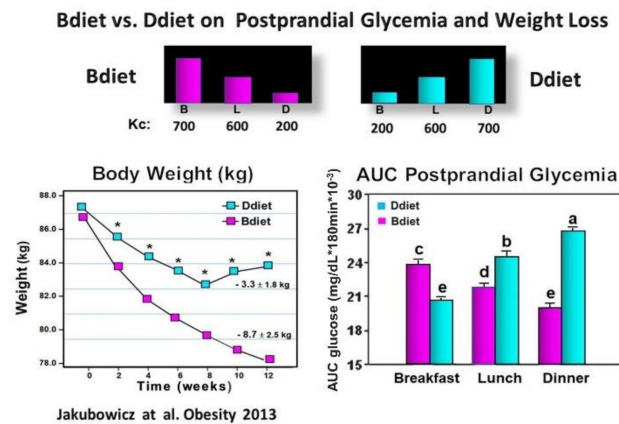 Bdiet vs. Ddiet on Postprandial Glycemia and Weight Loss
Bdiet
B L D
Kc: 700 600 200
Ddiet
B L D
200 600 700
Body Weight (kg)
Weight (kg)
88.0
86.0
84.0
82.0
80.0
78.0
Ddiet
Bdiet
* * * * * *
- 3.3 ± 1.8 kg
- 8.7 ± 2.5 kg
0 2 4 6 8 10 12
Time (weeks)
AUC Postprandial Glycemia
AUC glucose (mg/dL*180min*10⁻³)
30
27
24
21
18
15
Ddiet
Bdiet
c e d b e a
Breakfast Lunch Dinner
Jakubowicz at al. Obesity 2013